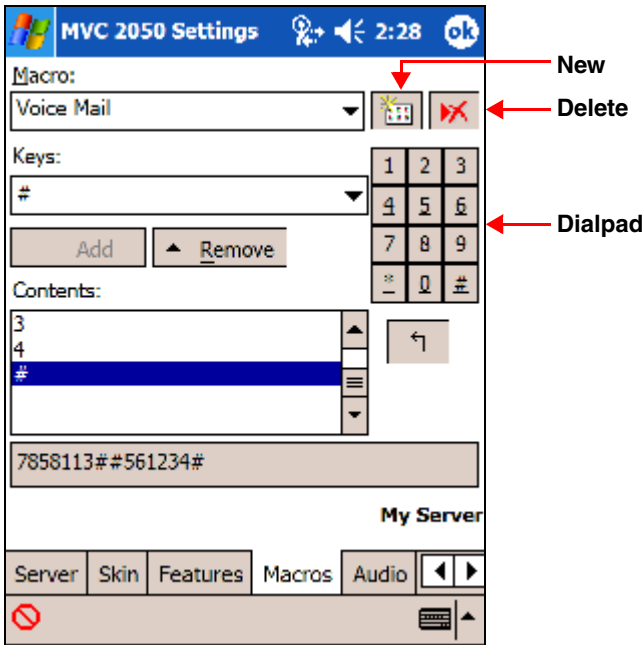 MVC 2050 Settings 2:28 ok
New
Macro:
Voice Mail
Delete
Keys:
#
1 2 3
4 5 6
7 8 9
* 0 #
Dialpad
Add Remove
Contents:
3
4
#
7858113##561234#
My Server
Server Skin Features Macros Audio